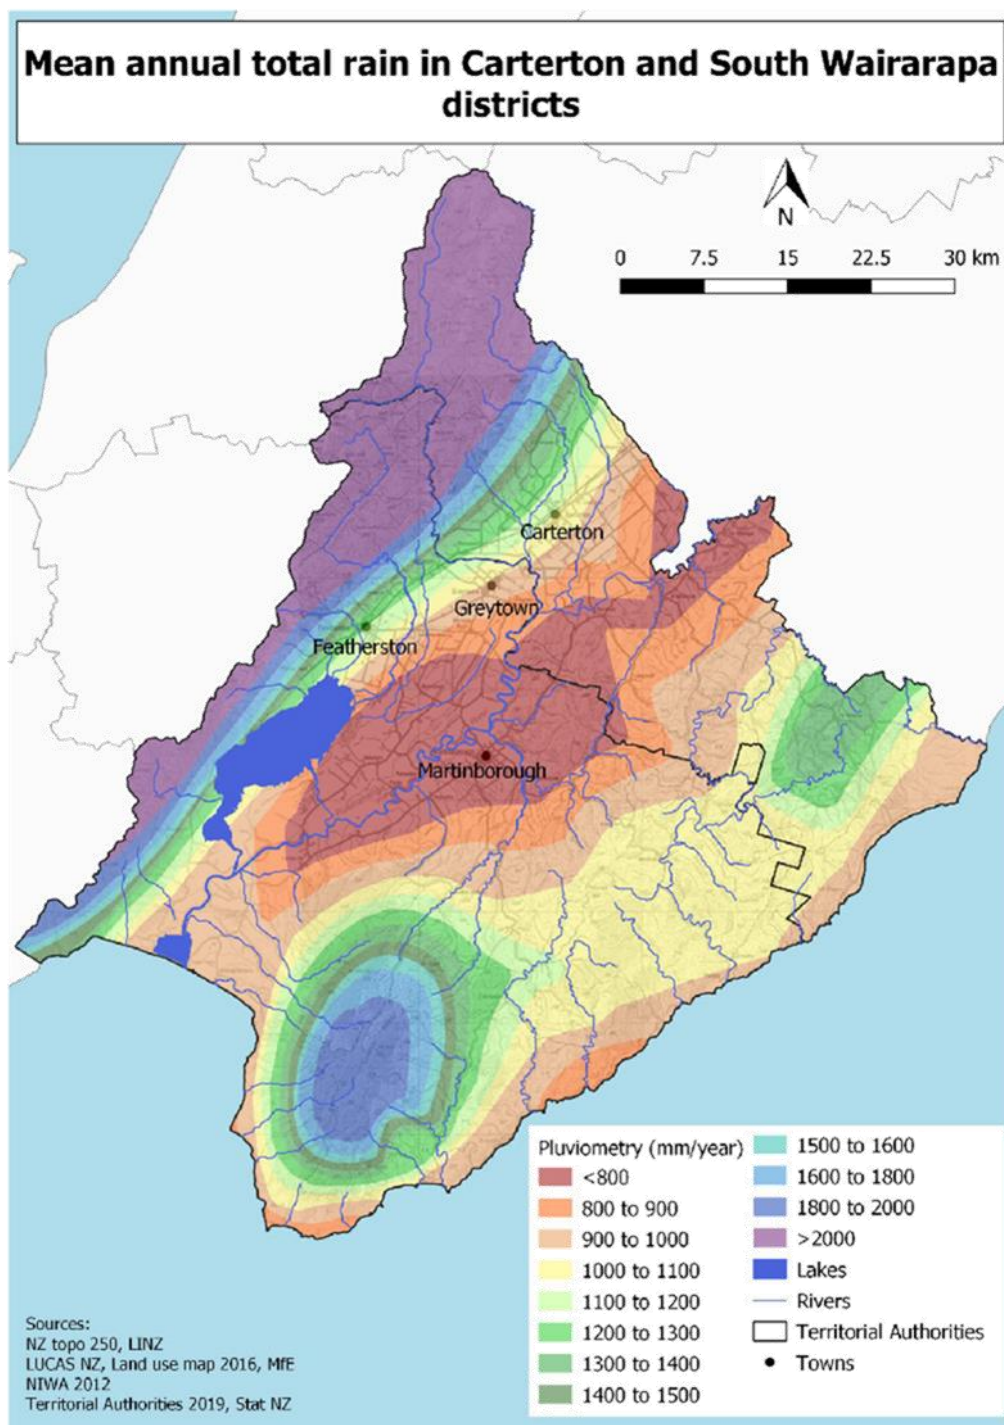 Mean annual total rain in Carterton and South Wairarapa
districts
N
0 7.5 15 22.5 30 km
Carterton
Greytown
Featherston
Martinborough
Pluviometry (mm/year)
<800
800 to 900
900 to 1000
1000 to 1100
1100 to 1200
1200 to 1300
1300 to 1400
1400 to 1500
1500 to 1600
1600 to 1800
1800 to 2000
>2000
Lakes
Rivers
Territorial Authorities
Towns
Sources:
NZ topo 250, LINZ
LUCAS NZ, Land use map 2016, MfE
NIWA 2012
Territorial Authorities 2019, Stat NZ